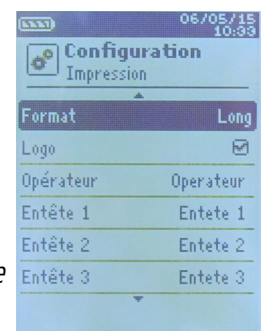 06/05/15
10:33
Configuration
Impression
Format Long
Logo
Opérateur Operateur
Entête 1 Entete 1
Entête 2 Entete 2
e Entête 3 Entete 3